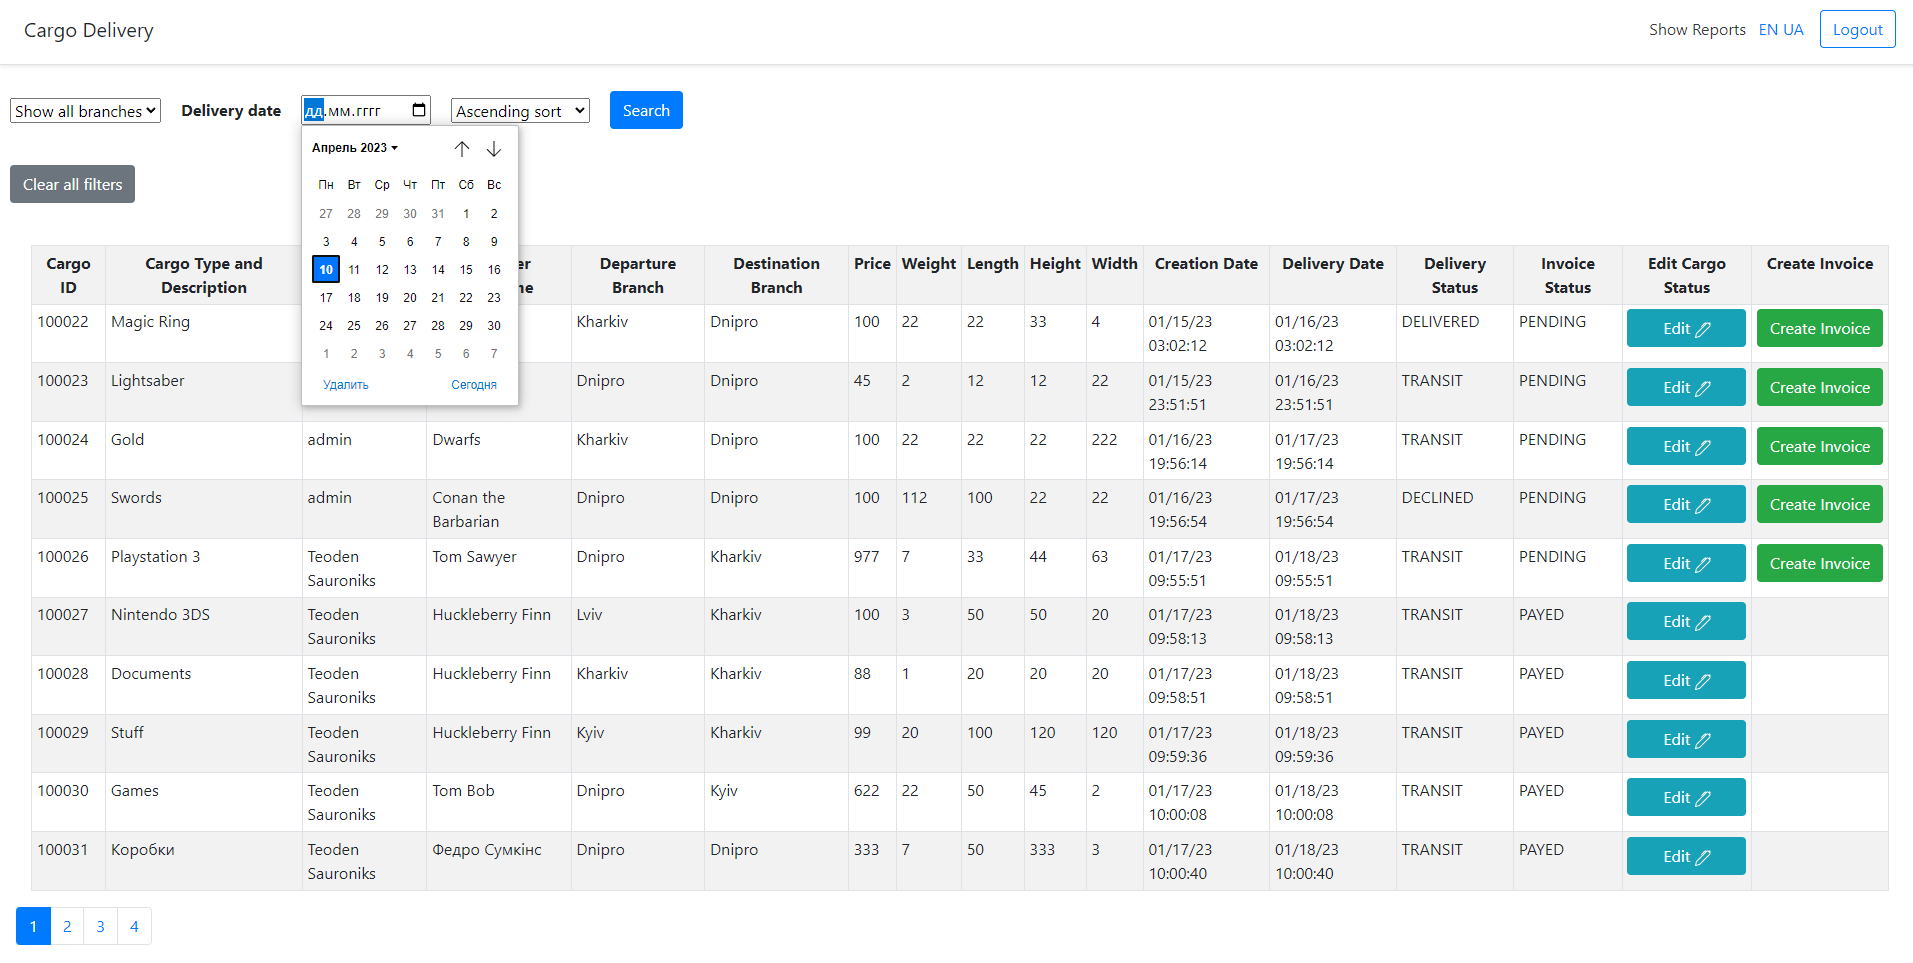 Cargo Delivery
Show Reports EN UA Logout
Show all branches Delivery date дд.мм.гггг Ascending sort Search
Апрель 2023
Пн Вт Ср Чт Пт Сб Вс
27 28 29 30 31 1 2
3 4 5 6 7 8 9
10 11 12 13 14 15 16
17 18 19 20 21 22 23
24 25 26 27 28 29 30
1 2 3 4 5 6 7
Удалить Сегодня
Clear all filters
Cargo Cargo Type and Departure Destination Price Weight Length Height Width Creation Date Delivery Date Delivery Invoice Edit Cargo Create Invoice
ID Description Branch Branch Status Status Status
100022 Magic Ring Kharkiv Dnipro 100 22 22 33 4 01/15/23 01/16/23 DELIVERED PENDING Edit Create Invoice
03:02:12 03:02:12
100023 Lightsaber Dnipro Dnipro 45 2 12 12 22 01/15/23 01/16/23 TRANSIT PENDING Edit Create Invoice
23:51:51 23:51:51
100024 Gold admin Dwarfs Kharkiv Dnipro 100 22 22 22 222 01/16/23 01/17/23 TRANSIT PENDING Edit Create Invoice
19:56:14 19:56:14
100025 Swords admin Conan the Dnipro Dnipro 100 112 100 22 22 01/16/23 01/17/23 DECLINED PENDING Edit Create Invoice
Barbarian 19:56:54 19:56:54
100026 Playstation 3 Teoden Tom Sawyer Dnipro Kharkiv 977 7 33 44 63 01/17/23 01/18/23 TRANSIT PENDING Edit Create Invoice
Sauroniks 09:55:51 09:55:51
100027 Nintendo 3DS Teoden Huckleberry Finn Lviv Kharkiv 100 3 50 50 20 01/17/23 01/18/23 TRANSIT PAYED Edit
Sauroniks 09:58:13 09:58:13
100028 Documents Teoden Huckleberry Finn Kharkiv Kharkiv 88 1 20 20 20 01/17/23 01/18/23 TRANSIT PAYED Edit
Sauroniks 09:58:51 09:58:51
100029 Stuff Teoden Huckleberry Finn Kyiv Kharkiv 99 20 100 120 120 01/17/23 01/18/23 TRANSIT PAYED Edit
Sauroniks 09:59:36 09:59:36
100030 Games Teoden Tom Bob Dnipro Kyiv 622 22 50 45 2 01/17/23 01/18/23 TRANSIT PAYED Edit
Sauroniks 10:00:08 10:00:08
100031 Коробки Teoden Федро Сумкінс Dnipro Dnipro 333 7 50 333 3 01/17/23 01/18/23 TRANSIT PAYED Edit
Sauroniks 10:00:40 10:00:40
1 2 3 4